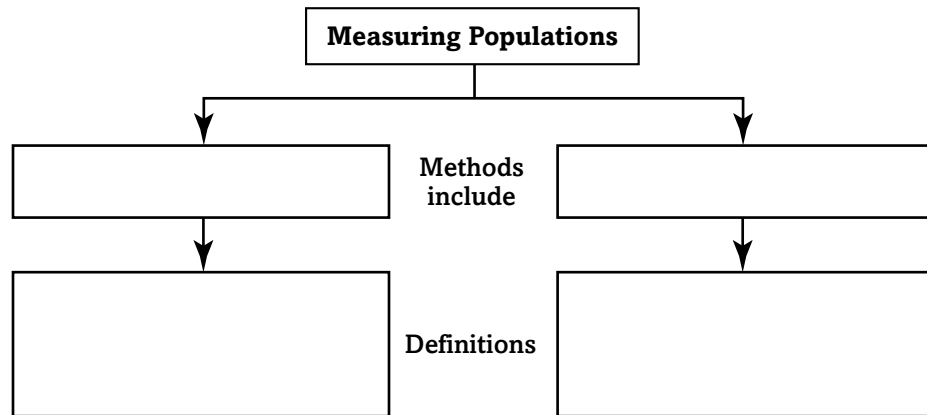 Measuring Populations
Methods
include
Definitions